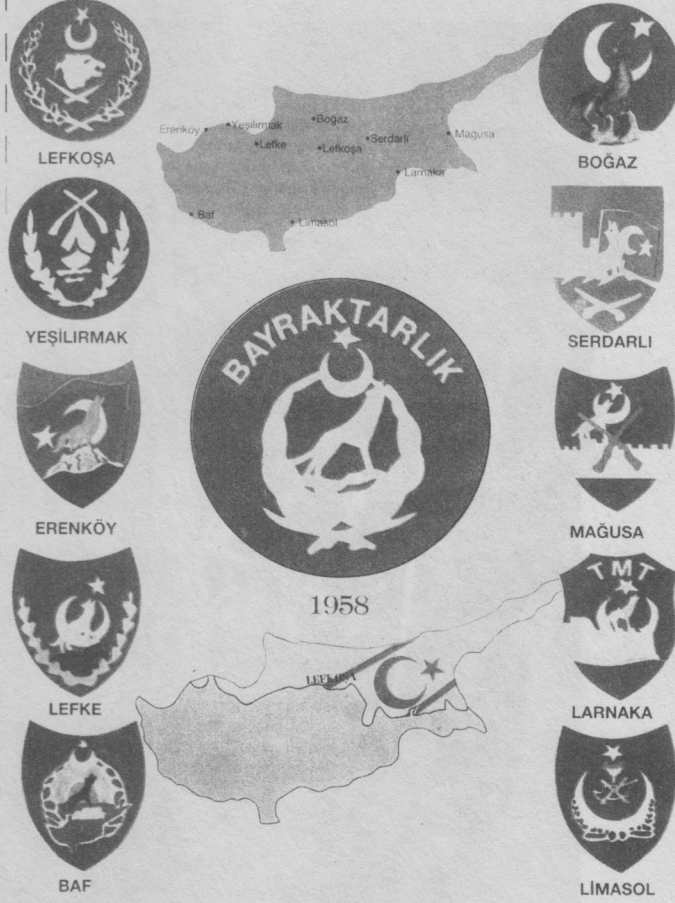 LEFKOŞA
BOĞAZ
Erenköy
Yeşilırmak
Boğaz
Lefke
Lefkoşa
Serdarlı
Mağusa
Larnaka
Baf
Limasol
YEŞİLIRMAK
SERDARLI
BAYRAKTARLIK
ERENKÖY
MAĞUSA
1958
TMT
LEFKOŞA
LEFKE
LARNAKA
BAF
LİMASOL